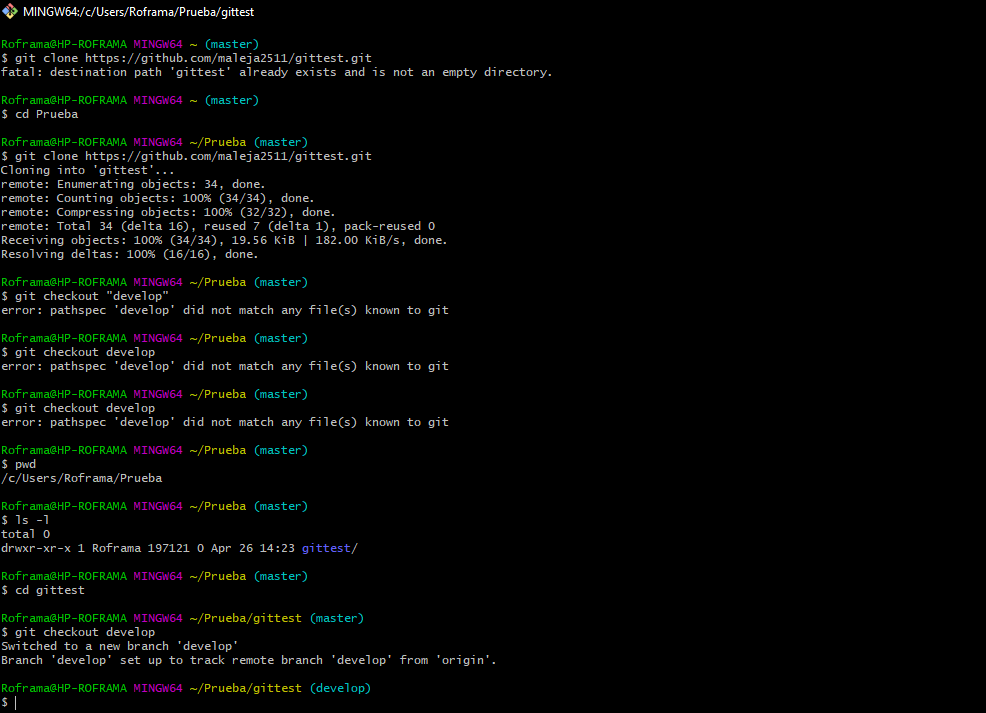 MINGW64:/c/Users/Roframa/Prueba/gittest
Roframa@HP-ROFRAMA MINGW64 ~ (master)
$ git clone https://github.com/maleja2511/gittest.git
fatal: destination path 'gittest' already exists and is not an empty directory.
Roframa@HP-ROFRAMA MINGW64 ~ (master)
$ cd Prueba
Roframa@HP-ROFRAMA MINGW64 ~/Prueba (master)
$ git clone https://github.com/maleja2511/gittest.git
Cloning into 'gittest'...
remote: Enumerating objects: 34, done.
remote: Counting objects: 100% (34/34), done.
remote: Compressing objects: 100% (32/32), done.
remote: Total 34 (delta 16), reused 7 (delta 1), pack-reused 0
Receiving objects: 100% (34/34), 19.56 KiB | 182.00 KiB/s, done.
Resolving deltas: 100% (16/16), done.
Roframa@HP-ROFRAMA MINGW64 ~/Prueba (master)
$ git checkout "develop"
error: pathspec 'develop' did not match any file(s) known to git
Roframa@HP-ROFRAMA MINGW64 ~/Prueba (master)
$ git checkout develop
error: pathspec 'develop' did not match any file(s) known to git
Roframa@HP-ROFRAMA MINGW64 ~/Prueba (master)
$ git checkout develop
error: pathspec 'develop' did not match any file(s) known to git
Roframa@HP-ROFRAMA MINGW64 ~/Prueba (master)
$ pwd
/c/Users/Roframa/Prueba
Roframa@HP-ROFRAMA MINGW64 ~/Prueba (master)
$ ls -l
total 0
drwxr-xr-x 1 Roframa 197121 0 Apr 26 14:23 gittest/
Roframa@HP-ROFRAMA MINGW64 ~/Prueba (master)
$ cd gittest
Roframa@HP-ROFRAMA MINGW64 ~/Prueba/gittest (master)
$ git checkout develop
Switched to a new branch 'develop'
Branch 'develop' set up to track remote branch 'develop' from 'origin'.
Roframa@HP-ROFRAMA MINGW64 ~/Prueba/gittest (develop)
$